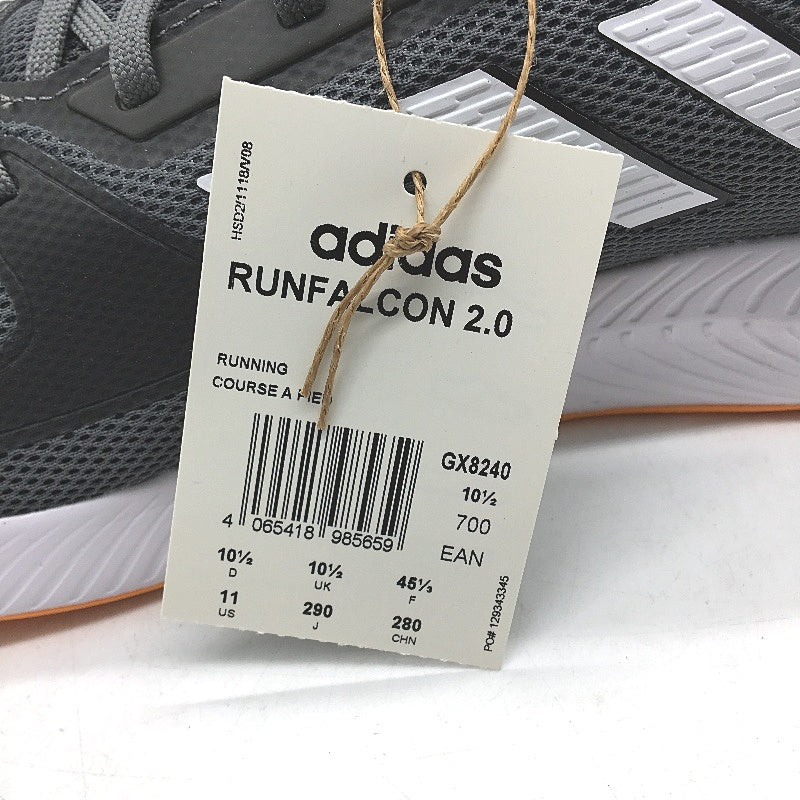 HSD2/1118/V08
adidas
RUNFALCON 2.0
RUNNING
COURSE A PIED
GX8240
10½
700
EAN
4 065418 985659
10½ 10½ 45⅓
D UK F
11 290 280
US J CHN
PO# 129343345